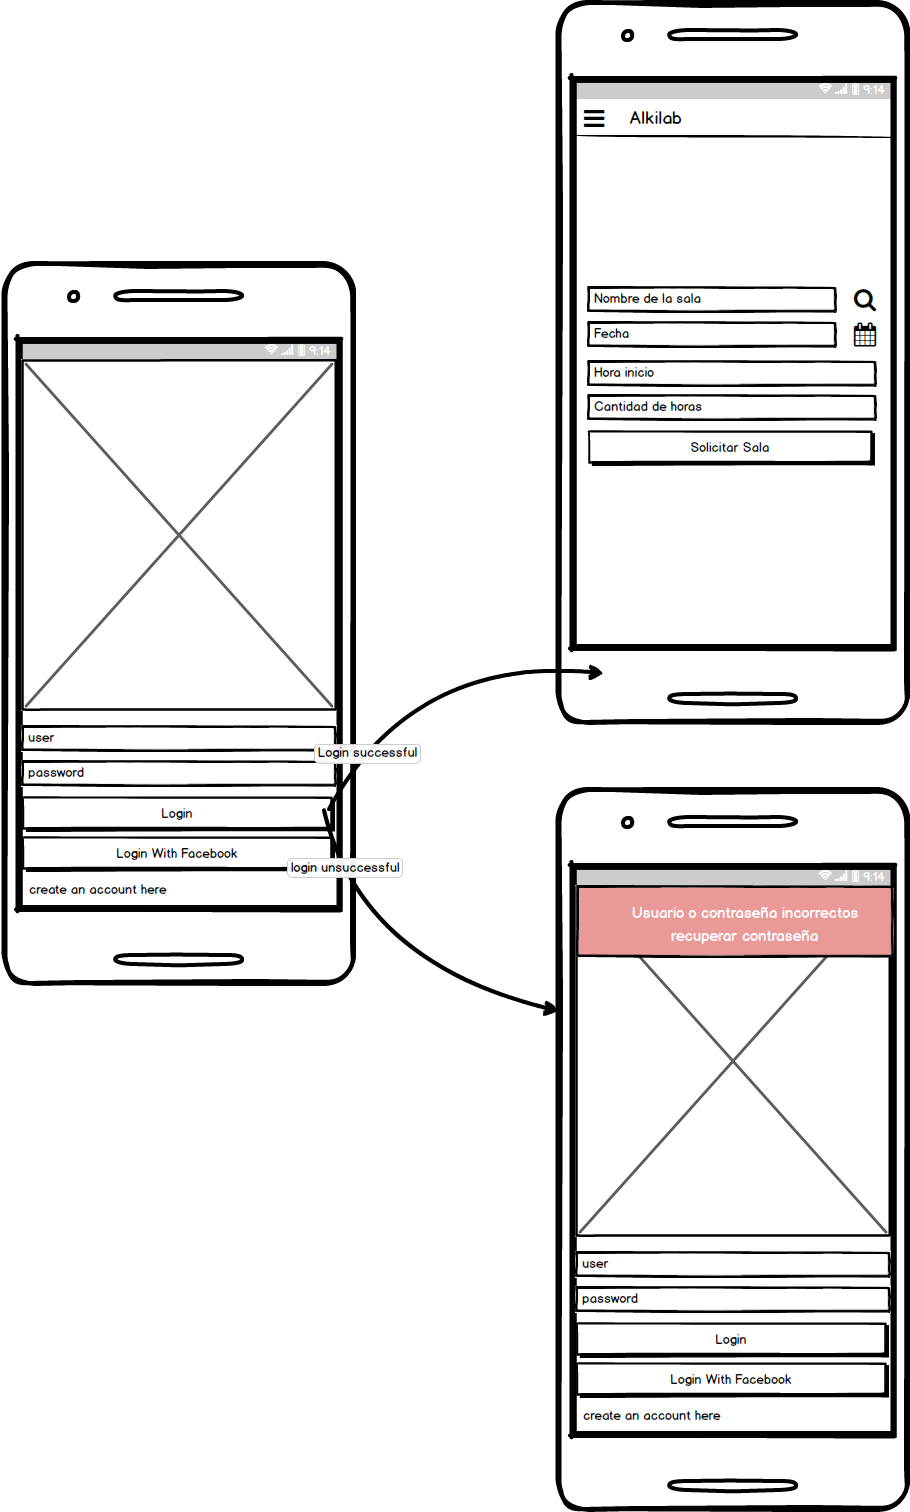 9:14
user
password
Login
Login With Facebook
create an account here
Login successful
login unsuccessful
9:14
Alkilab
Nombre de la sala
Fecha
Hora inicio
Cantidad de horas
Solicitar Sala
9:14
Usuario o contraseña incorrectos
recuperar contraseña
user
password
Login
Login With Facebook
create an account here